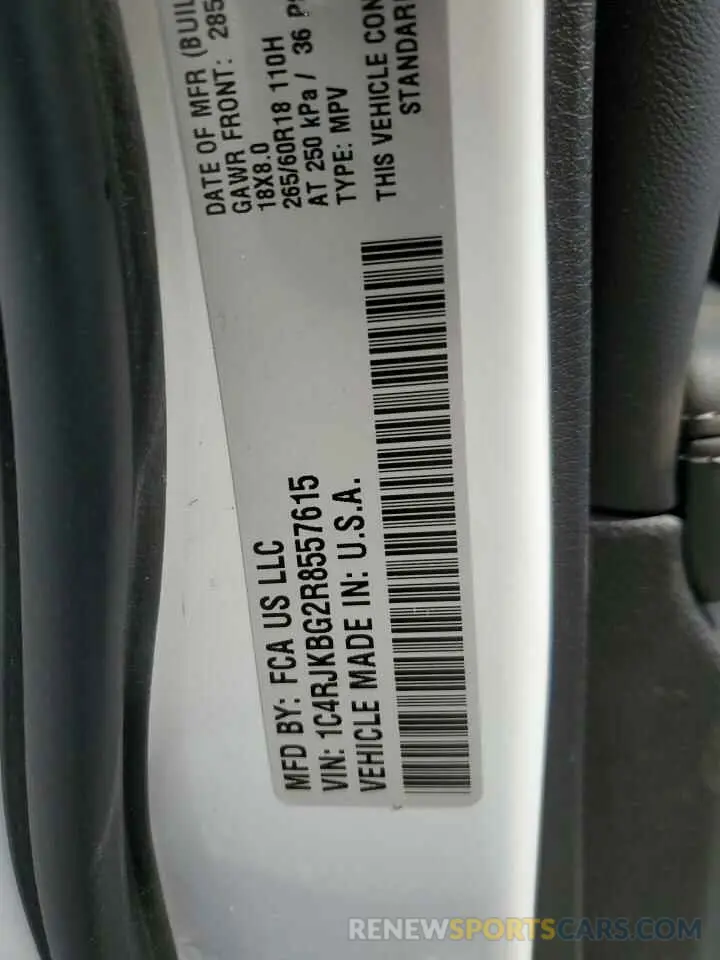 MFD BY: FCA US LLC
VIN: 1C4RJKBG2R8557615
VEHICLE MADE IN: U.S.A.
DATE OF MFR (BUIL
GAWR FRONT: 285
18X8.0
265/60R18 110H
AT 250 kPa / 36 P
TYPE: MPV
THIS VEHICLE CON
STANDAR
RENEWSPORTCARS.COM